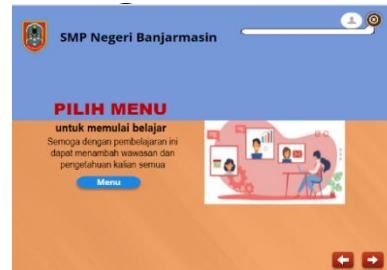 SMP Negeri Banjarmasin
PILIH MENU
untuk memulai belajar
Semoga dengan pembelajaran ini
dapat menambah wawasan dan
pengetahuan kalian semua
Menu